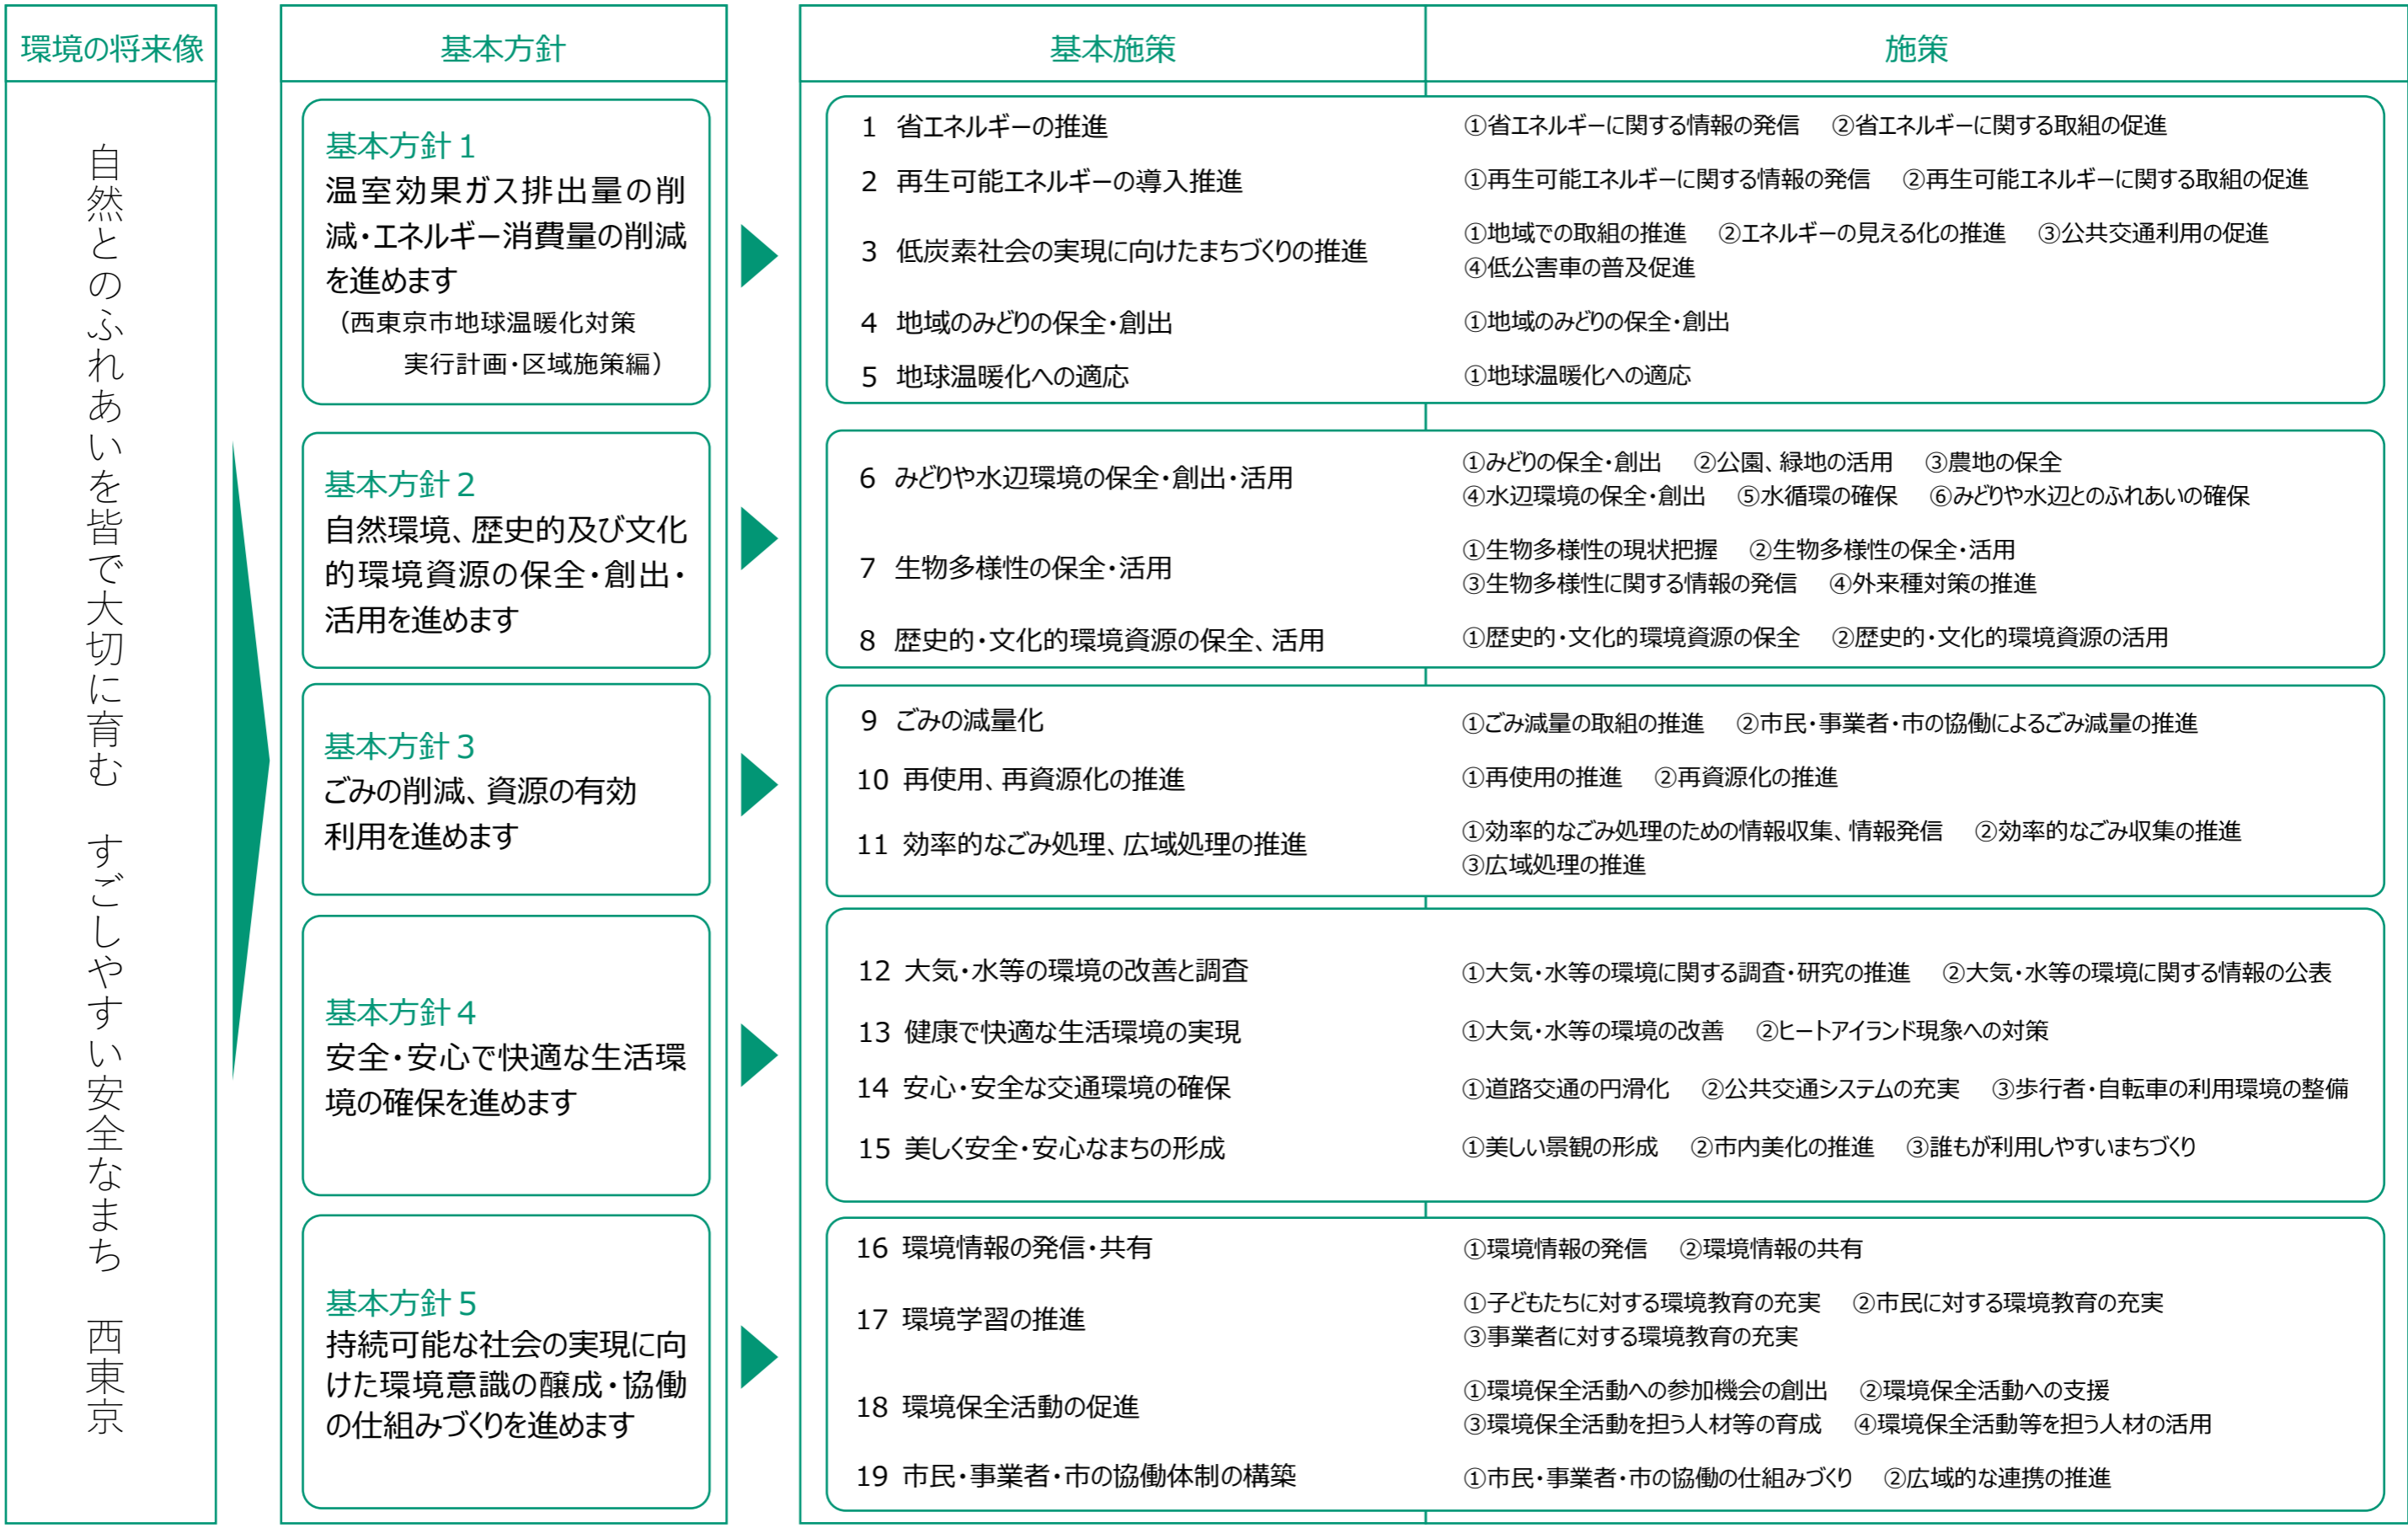 環境の将来像
自然とのふれあいを皆で大切に育む　すごしやすい安全なまち　西東京
基本方針
基本方針１
温室効果ガス排出量の削
減・エネルギー消費量の削減
を進めます
（西東京市地球温暖化対策
実行計画・区域施策編）
基本方針２
自然環境、歴史的及び文化
的環境資源の保全・創出・
活用を進めます
基本方針３
ごみの削減、資源の有効
利用を進めます
基本方針４
安全・安心で快適な生活環
境の確保を進めます
基本方針５
持続可能な社会の実現に向
けた環境意識の醸成・協働
の仕組みづくりを進めます
基本施策　施策
1 省エネルギーの推進　①省エネルギーに関する情報の発信　②省エネルギーに関する取組の促進
2 再生可能エネルギーの導入推進　①再生可能エネルギーに関する情報の発信　②再生可能エネルギーに関する取組の促進
3 低炭素社会の実現に向けたまちづくりの推進　①地域での取組の推進　②エネルギーの見える化の推進　③公共交通利用の促進
④低公害車の普及促進
4 地域のみどりの保全・創出　①地域のみどりの保全・創出
5 地球温暖化への適応　①地球温暖化への適応
6 みどりや水辺環境の保全・創出・活用　①みどりの保全・創出　②公園、緑地の活用　③農地の保全
④水辺環境の保全・創出　⑤水循環の確保　⑥みどりや水辺とのふれあいの確保
7 生物多様性の保全・活用　①生物多様性の現状把握　②生物多様性の保全・活用
③生物多様性に関する情報の発信　④外来種対策の推進
8 歴史的・文化的環境資源の保全、活用　①歴史的・文化的環境資源の保全　②歴史的・文化的環境資源の活用
9 ごみの減量化　①ごみ減量の取組の推進　②市民・事業者・市の協働によるごみ減量の推進
10 再使用、再資源化の推進　①再使用の推進　②再資源化の推進
11 効率的なごみ処理、広域処理の推進　①効率的なごみ処理のための情報収集、情報発信　②効率的なごみ収集の推進
③広域処理の推進
12 大気・水等の環境の改善と調査　①大気・水等の環境に関する調査・研究の推進　②大気・水等の環境に関する情報の公表
13 健康で快適な生活環境の実現　①大気・水等の環境の改善　②ヒートアイランド現象への対策
14 安心・安全な交通環境の確保　①道路交通の円滑化　②公共交通システムの充実　③歩行者・自転車の利用環境の整備
15 美しく安全・安心なまちの形成　①美しい景観の形成　②市内美化の推進　③誰もが利用しやすいまちづくり
16 環境情報の発信・共有　①環境情報の発信　②環境情報の共有
17 環境学習の推進　①子どもたちに対する環境教育の充実　②市民に対する環境教育の充実
③事業者に対する環境教育の充実
18 環境保全活動の促進　①環境保全活動への参加機会の創出　②環境保全活動への支援
③環境保全活動を担う人材等の育成　④環境保全活動等を担う人材の活用
19 市民・事業者・市の協働体制の構築　①市民・事業者・市の協働の仕組みづくり　②広域的な連携の推進